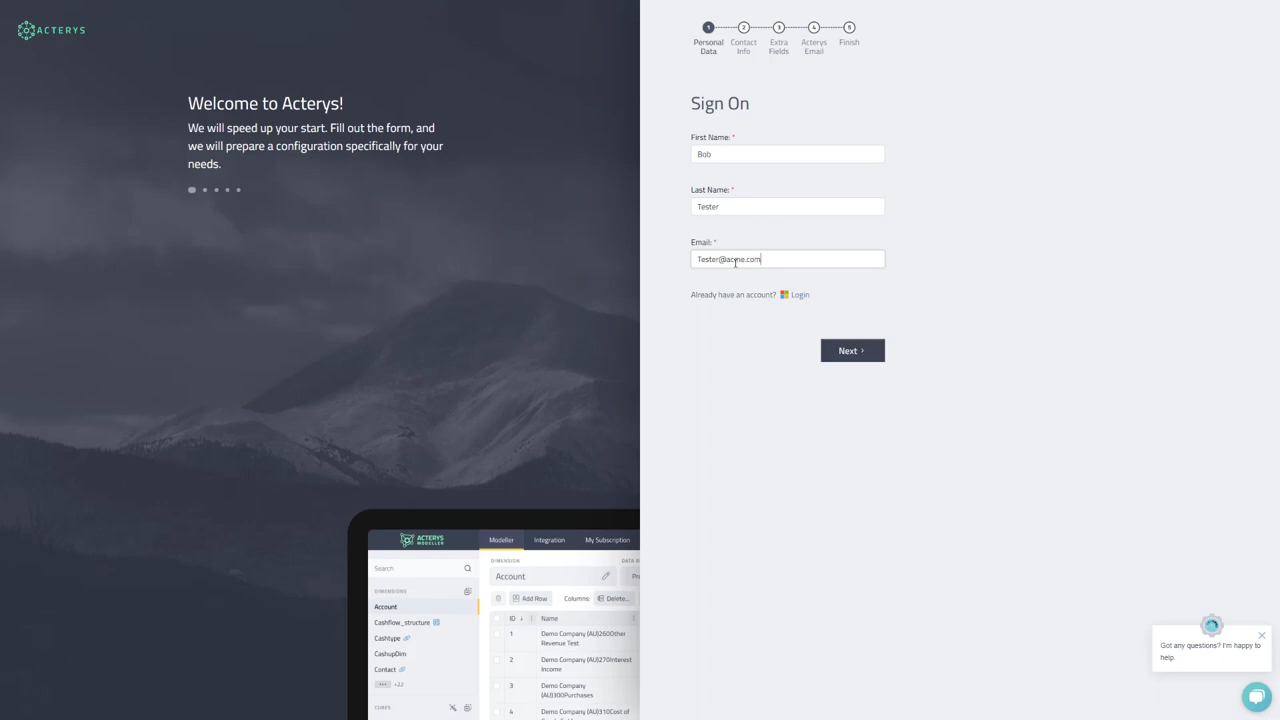 ACTERYS
Welcome to Acterys!
We will speed up your start. Fill out the form, and
we will prepare a configuration specifically for your
needs.
1 2 3 4 5
Personal Data
Contact Info
Extra Fields
Acterys Email
Finish
Sign On
First Name: *
Bob
Last Name: *
Tester
Email: *
Tester@acme.com
Already have an account? Login
Next >
ACTERYS
MODELLER
Modeller Integration My Subscription
Search
DIMENSIONS
Account
Cashflow_structure
Cashtype
CashupDim
Contact
+22
CUBES
DIMENSION
Account
Add Row Columns: Delete...
ID ↓ Name
1 Demo Company
(AU)260Other
Revenue Test
2 Demo Company
(AU)270Interest
Income
3 Demo Company
(AU)300Purchases
4 Demo Company
(AU)310Cost of
Got any questions? I'm happy to
help.